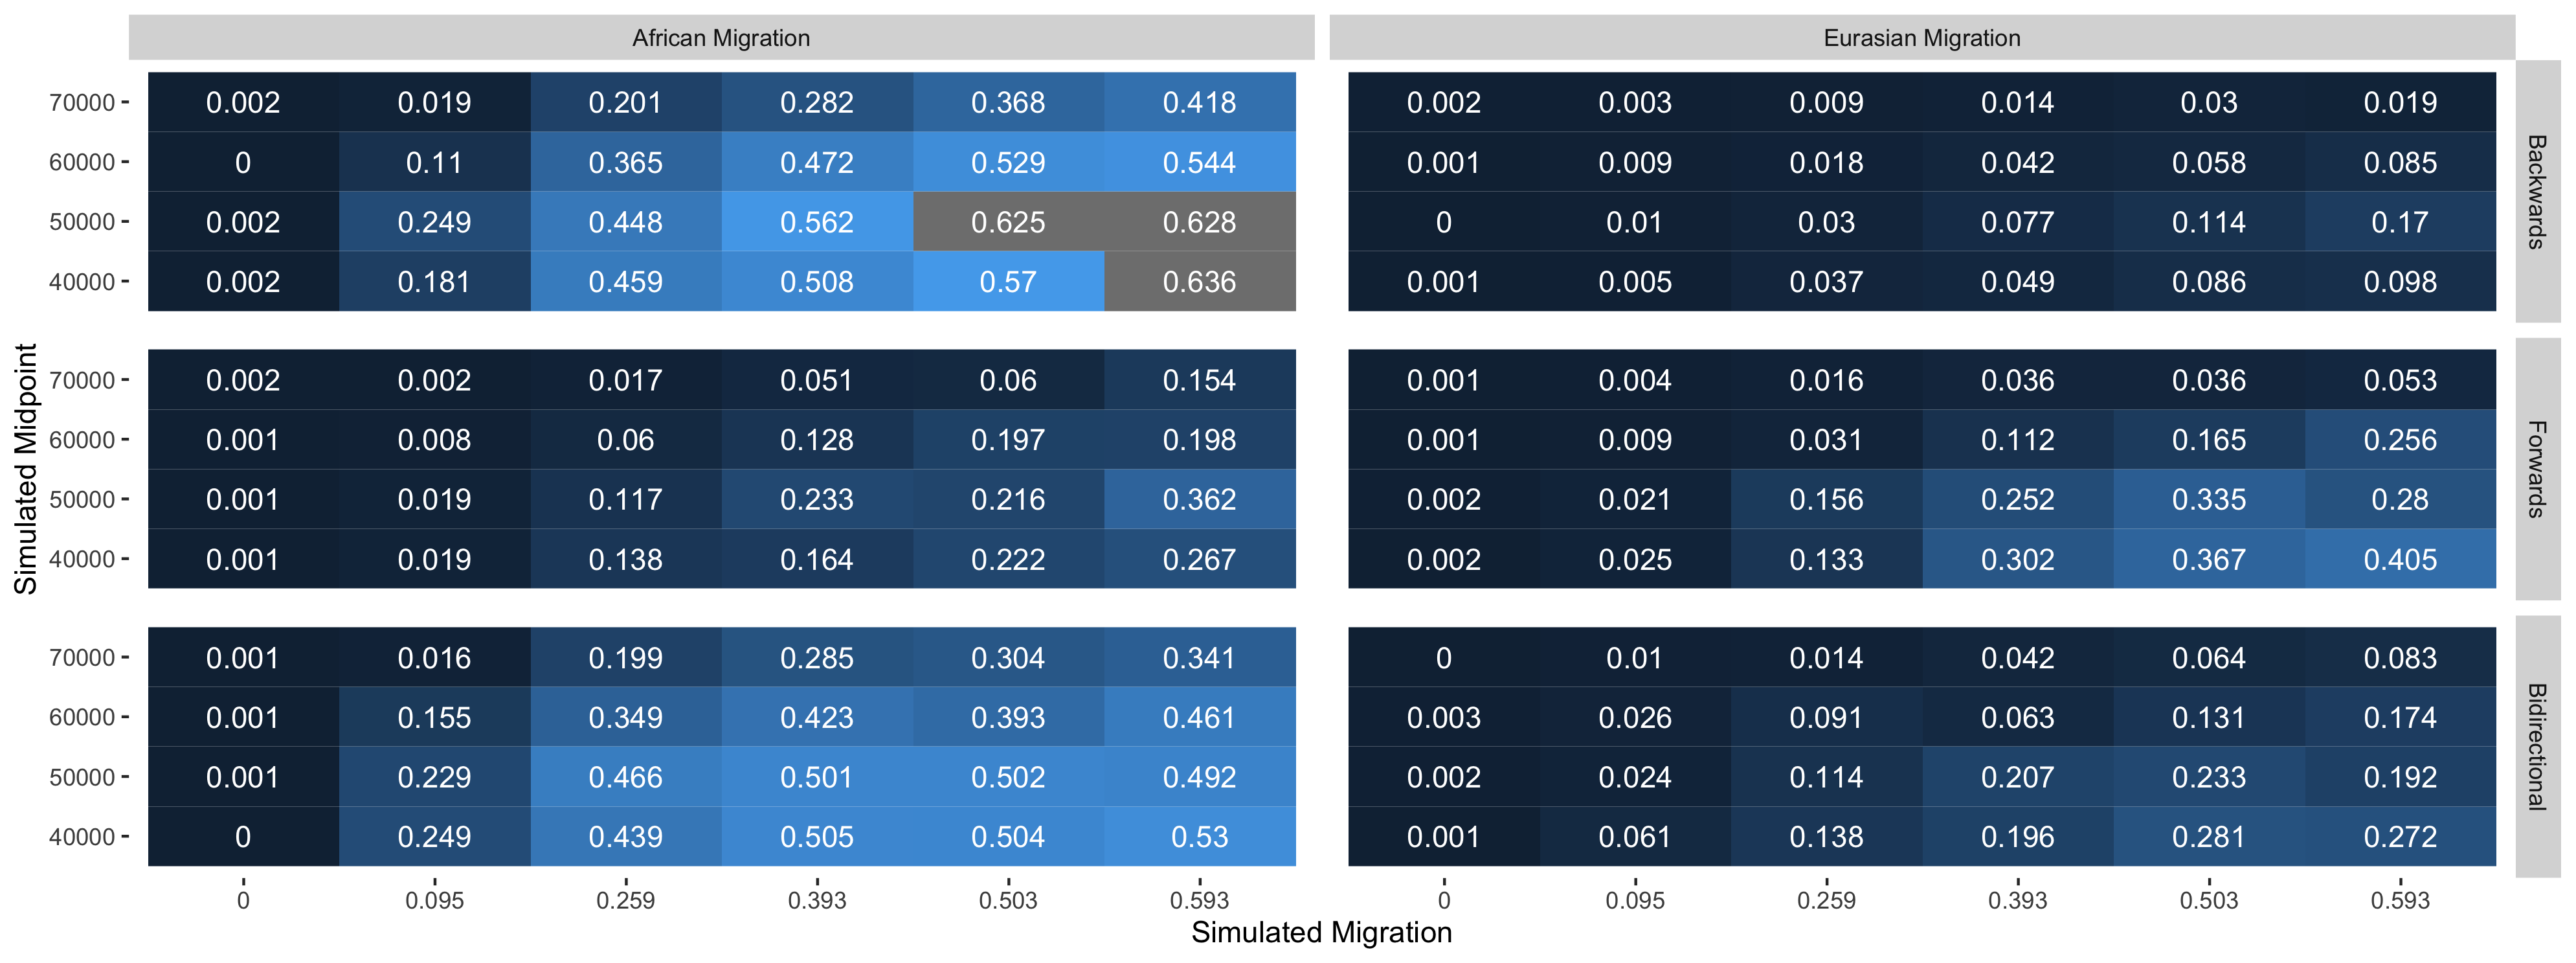 African Migration Eurasian Migration
70000 0.002 0.019 0.201 0.282 0.368 0.418 0.002 0.003 0.009 0.014 0.03 0.019
60000 0 0.11 0.365 0.472 0.529 0.544 0.001 0.009 0.018 0.042 0.058 0.085
50000 0.002 0.249 0.448 0.562 0.625 0.628 0 0.01 0.03 0.077 0.114 0.17
40000 0.002 0.181 0.459 0.508 0.57 0.636 0.001 0.005 0.037 0.049 0.086 0.098
Backwards
70000 0.002 0.002 0.017 0.051 0.06 0.154 0.001 0.004 0.016 0.036 0.036 0.053
60000 0.001 0.008 0.06 0.128 0.197 0.198 0.001 0.009 0.031 0.112 0.165 0.256
50000 0.001 0.019 0.117 0.233 0.216 0.362 0.002 0.021 0.156 0.252 0.335 0.28
40000 0.001 0.019 0.138 0.164 0.222 0.267 0.002 0.025 0.133 0.302 0.367 0.405
Forwards
70000 0.001 0.016 0.199 0.285 0.304 0.341 0 0.01 0.014 0.042 0.064 0.083
60000 0.001 0.155 0.349 0.423 0.393 0.461 0.003 0.026 0.091 0.063 0.131 0.174
50000 0.001 0.229 0.466 0.501 0.502 0.492 0.002 0.024 0.114 0.207 0.233 0.192
40000 0 0.249 0.439 0.505 0.504 0.53 0.001 0.061 0.138 0.196 0.281 0.272
Bidirectional
0 0.095 0.259 0.393 0.503 0.593 0 0.095 0.259 0.393 0.503 0.593
Simulated Migration
Simulated Midpoint